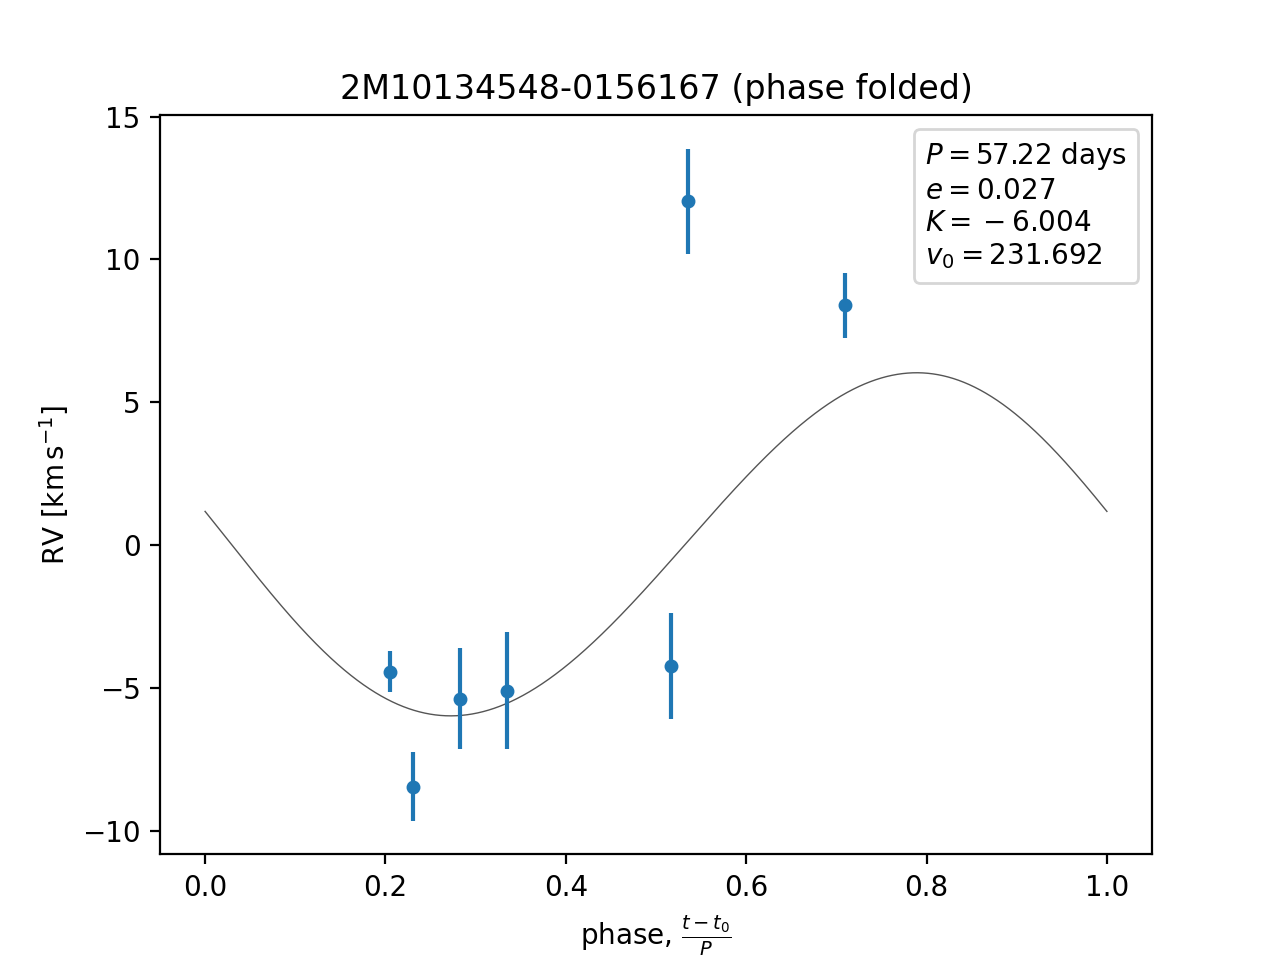 2M10134548-0156167 (phase folded)
P = 57.22 days
e = 0.027
K = −6.004
v₀ = 231.692
15
10
5
0
−5
−10
RV [km s⁻¹]
0.0 0.2 0.4 0.6 0.8 1.0
phase, (t − t₀)/P